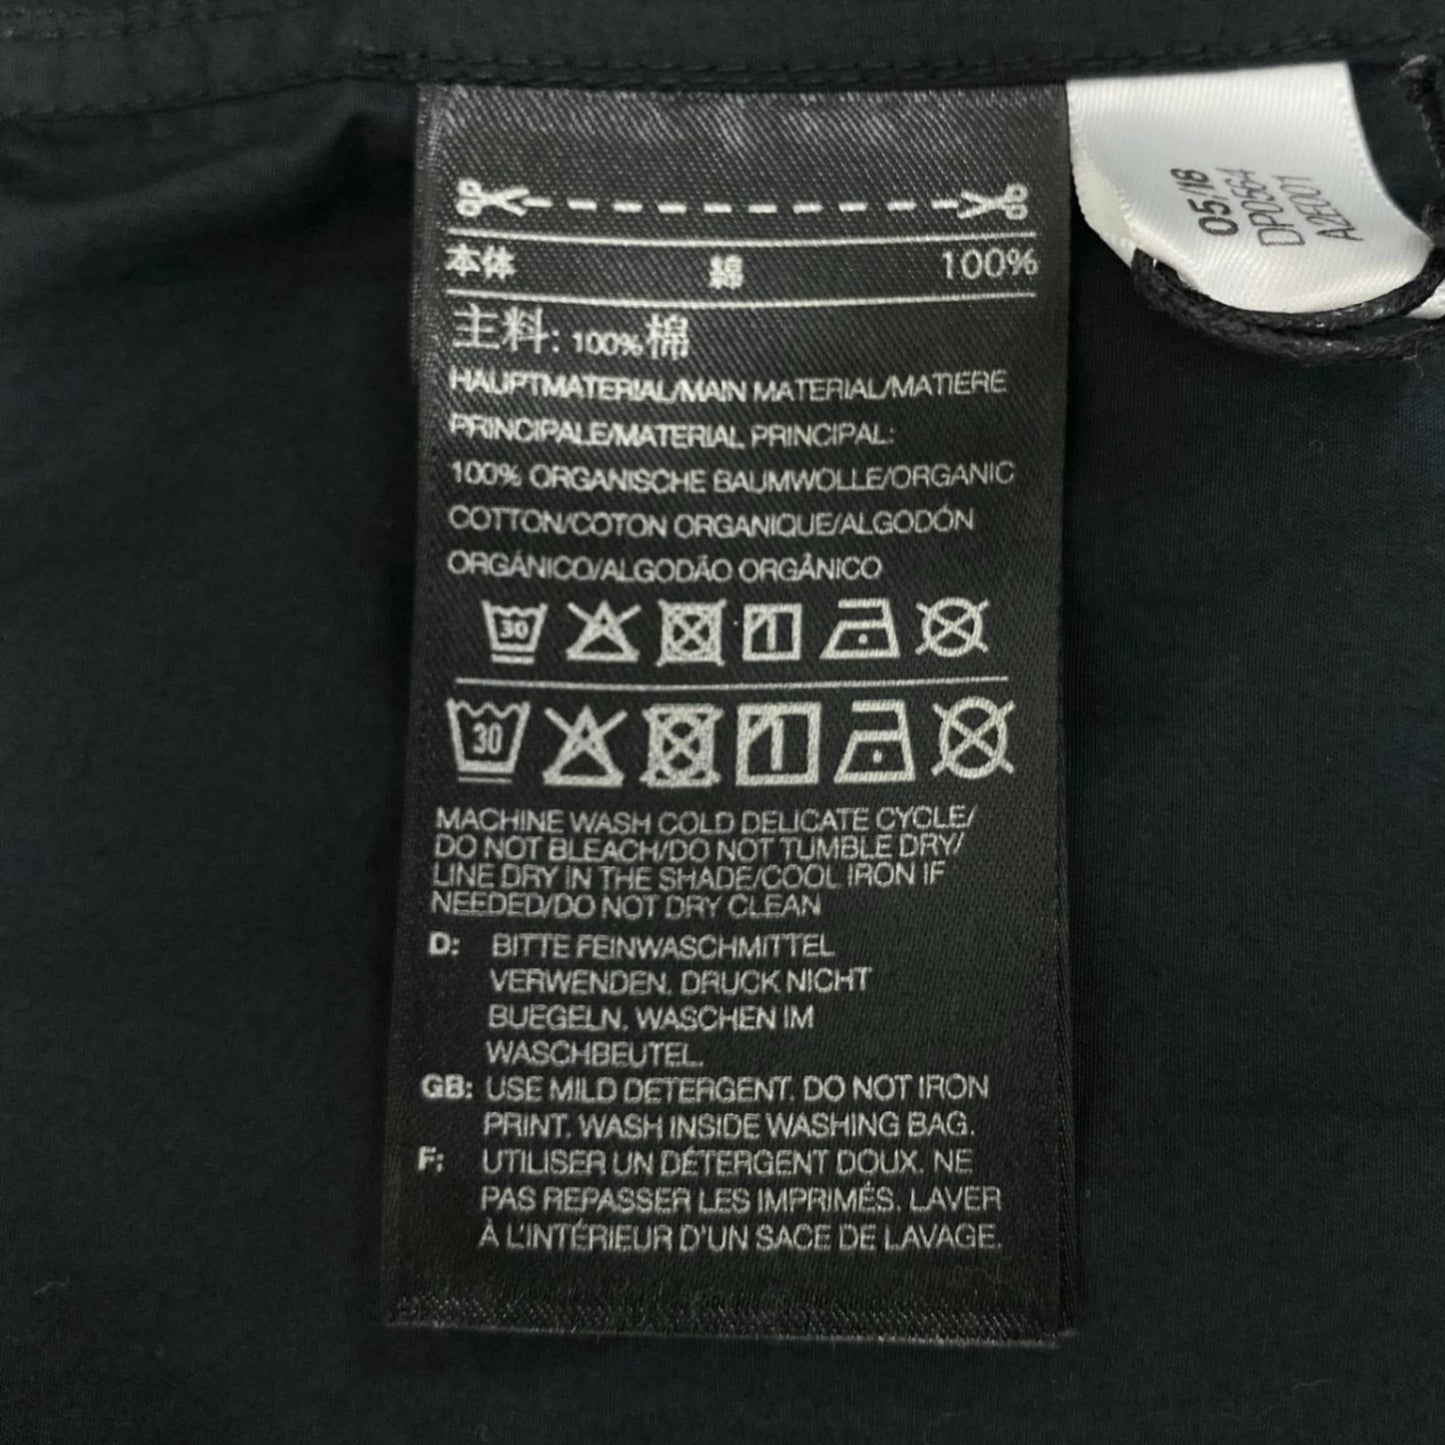 本体 綿 100%
主料: 100%棉
HAUPTMATERIAL/MAIN MATERIAL/MATIERE
PRINCIPALE/MATERIAL PRINCIPAL:
100% ORGANISCHE BAUMWOLLE/ORGANIC
COTTON/COTON ORGANIQUE/ALGODÓN
ORGÁNICO/ALGODÃO ORGÂNICO
30
30
MACHINE WASH COLD DELICATE CYCLE/
DO NOT BLEACH/DO NOT TUMBLE DRY/
LINE DRY IN THE SHADE/COOL IRON IF
NEEDED/DO NOT DRY CLEAN
D: BITTE FEINWASCHMITTEL
VERWENDEN. DRUCK NICHT
BUEGELN. WASCHEN IM
WASCHBEUTEL.
GB: USE MILD DETERGENT. DO NOT IRON
PRINT. WASH INSIDE WASHING BAG.
F: UTILISER UN DÉTERGENT DOUX. NE
PAS REPASSER LES IMPRIMÉS. LAVER
À L'INTÉRIEUR D'UN SACE DE LAVAGE.
05/18
DP0664
A26001